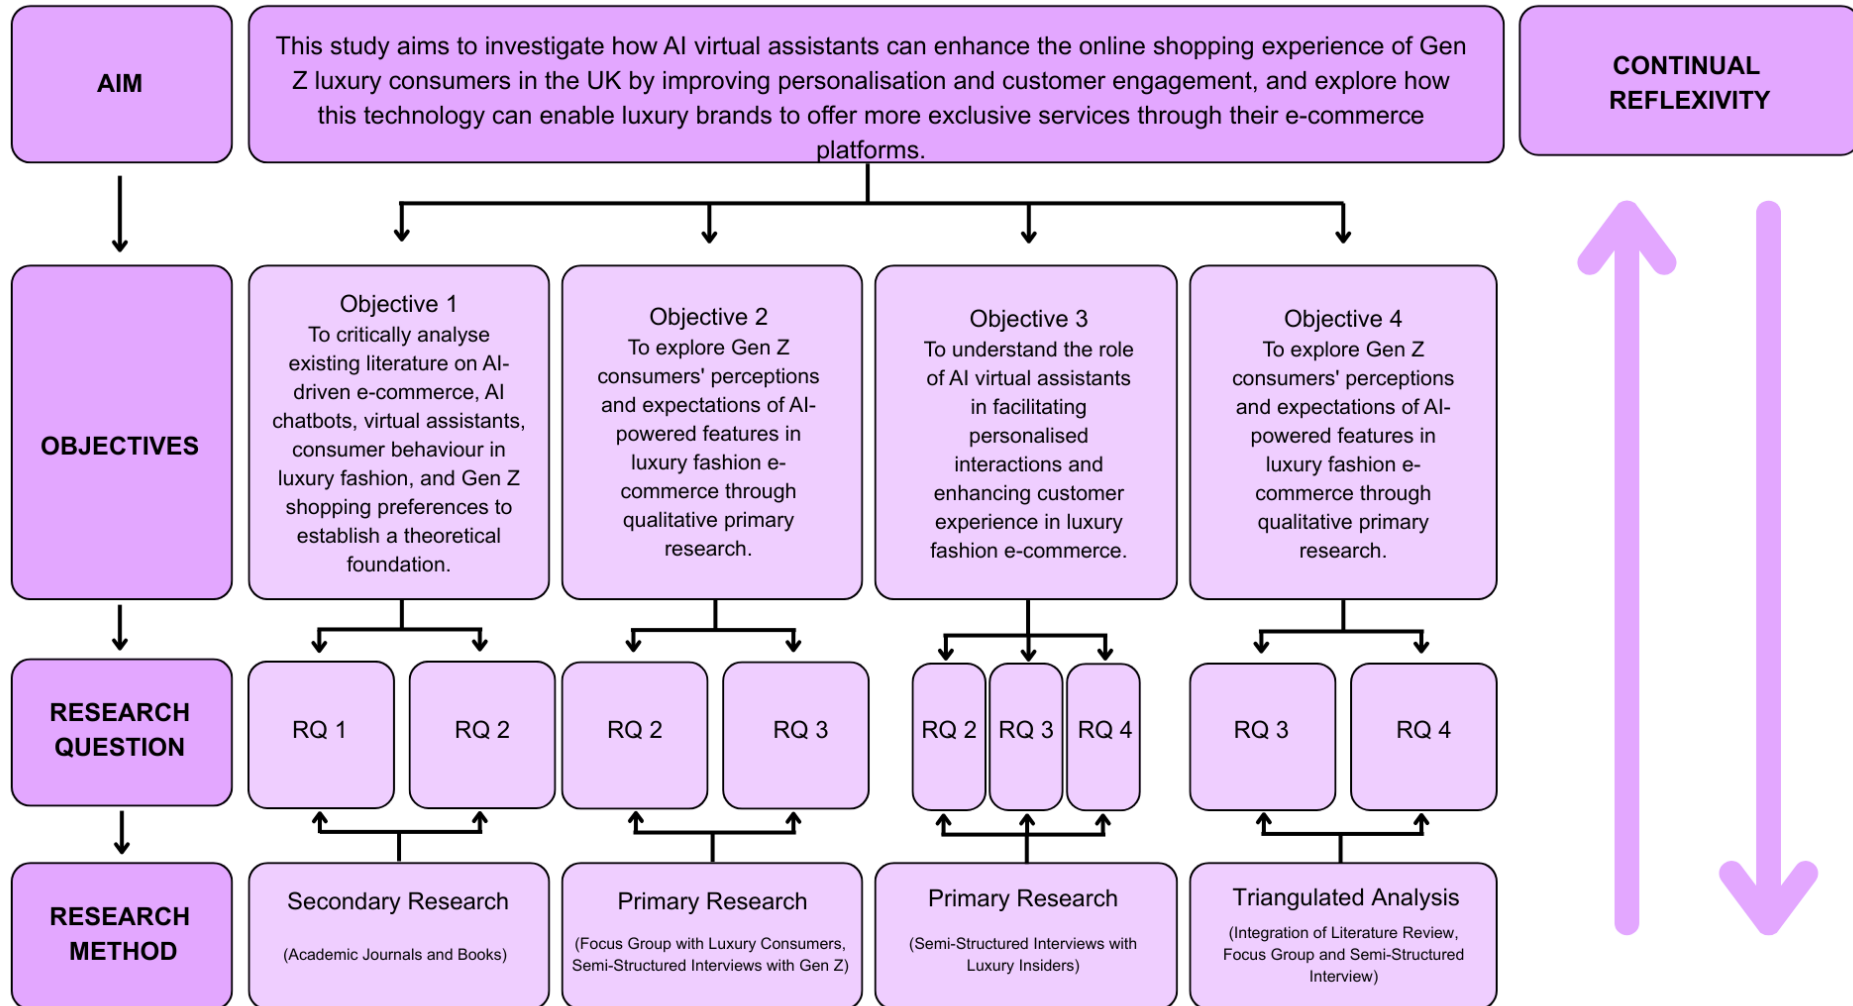 AIM
This study aims to investigate how AI virtual assistants can enhance the online shopping experience of Gen
Z luxury consumers in the UK by improving personalisation and customer engagement, and explore how
this technology can enable luxury brands to offer more exclusive services through their e-commerce
platforms.
CONTINUAL
REFLEXIVITY
OBJECTIVES
Objective 1
To critically analyse
existing literature on AI-
driven e-commerce, AI
chatbots, virtual assistants,
consumer behaviour in
luxury fashion, and Gen Z
shopping preferences to
establish a theoretical
foundation.
Objective 2
To explore Gen Z
consumers' perceptions
and expectations of AI-
powered features in
luxury fashion e-
commerce through
qualitative primary
research.
Objective 3
To understand the role
of AI virtual assistants
in facilitating
personalised
interactions and
enhancing customer
experience in luxury
fashion e-commerce.
Objective 4
To explore Gen Z
consumers' perceptions
and expectations of AI-
powered features in
luxury fashion e-
commerce through
qualitative primary
research.
RESEARCH
QUESTION
RQ 1
RQ 2
RQ 2
RQ 3
RQ 2
RQ 3
RQ 4
RQ 3
RQ 4
RESEARCH
METHOD
Secondary Research
(Academic Journals and Books)
Primary Research
(Focus Group with Luxury Consumers,
Semi-Structured Interviews with Gen Z)
Primary Research
(Semi-Structured Interviews with
Luxury Insiders)
Triangulated Analysis
(Integration of Literature Review,
Focus Group and Semi-Structured
Interview)